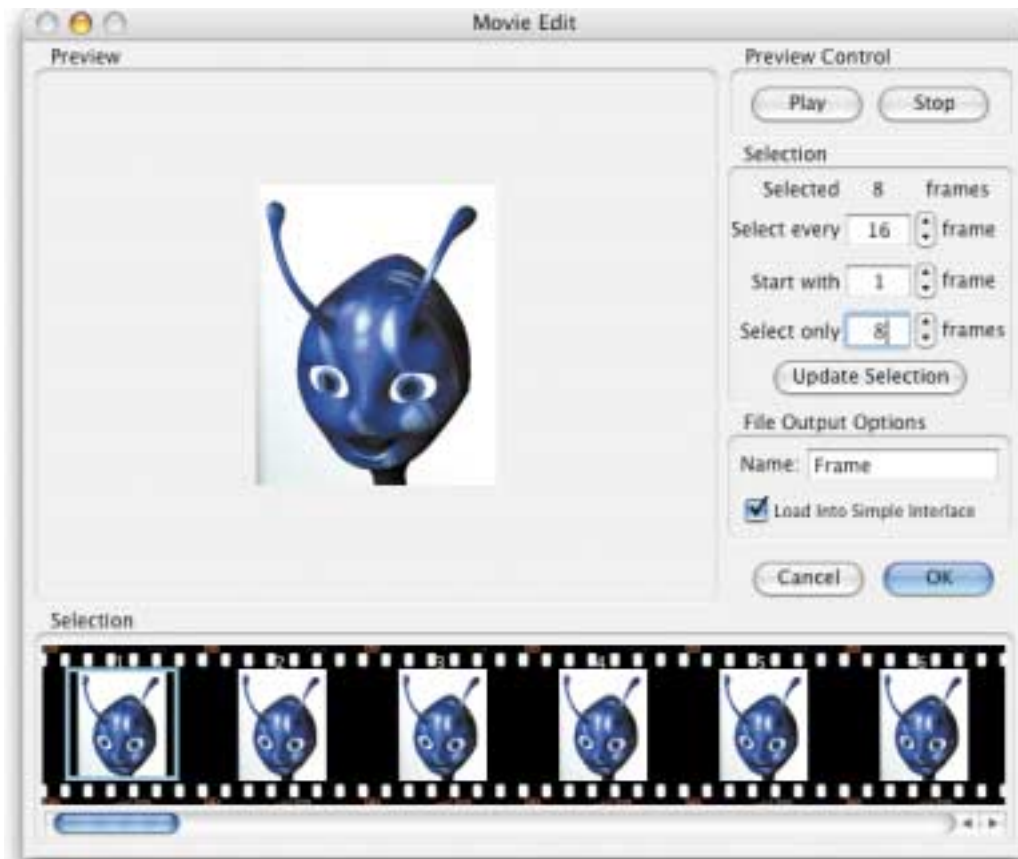 Movie Edit
Preview
Preview Control
Play Stop
Selection
Selected 8 frames
Select every 16 frame
Start with 1 frame
Select only 8 frames
Update Selection
File Output Options
Name: Frame
Load Into Simple Interlace
Cancel OK
Selection
1 2 3 4 5 6